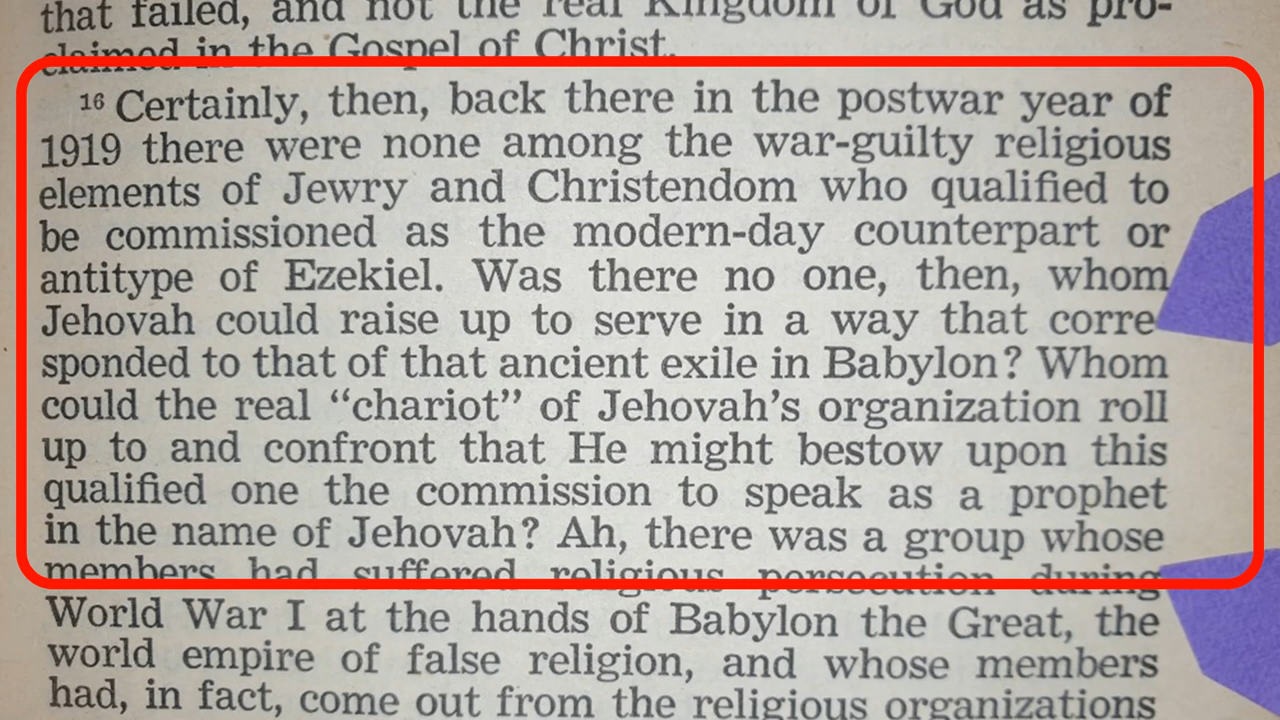 that failed, and not the real Kingdom of God as pro-
claimed in the Gospel of Christ.
16 Certainly, then, back there in the postwar year of
1919 there were none among the war-guilty religious
elements of Jewry and Christendom who qualified to
be commissioned as the modern-day counterpart or
antitype of Ezekiel. Was there no one, then, whom
Jehovah could raise up to serve in a way that corre
sponded to that of that ancient exile in Babylon? Whom
could the real “chariot” of Jehovah’s organization roll
up to and confront that He might bestow upon this
qualified one the commission to speak as a prophet
in the name of Jehovah? Ah, there was a group whose
members had suffered religious persecution during
World War I at the hands of Babylon the Great, the
world empire of false religion, and whose members
had, in fact, come out from the religious organizations